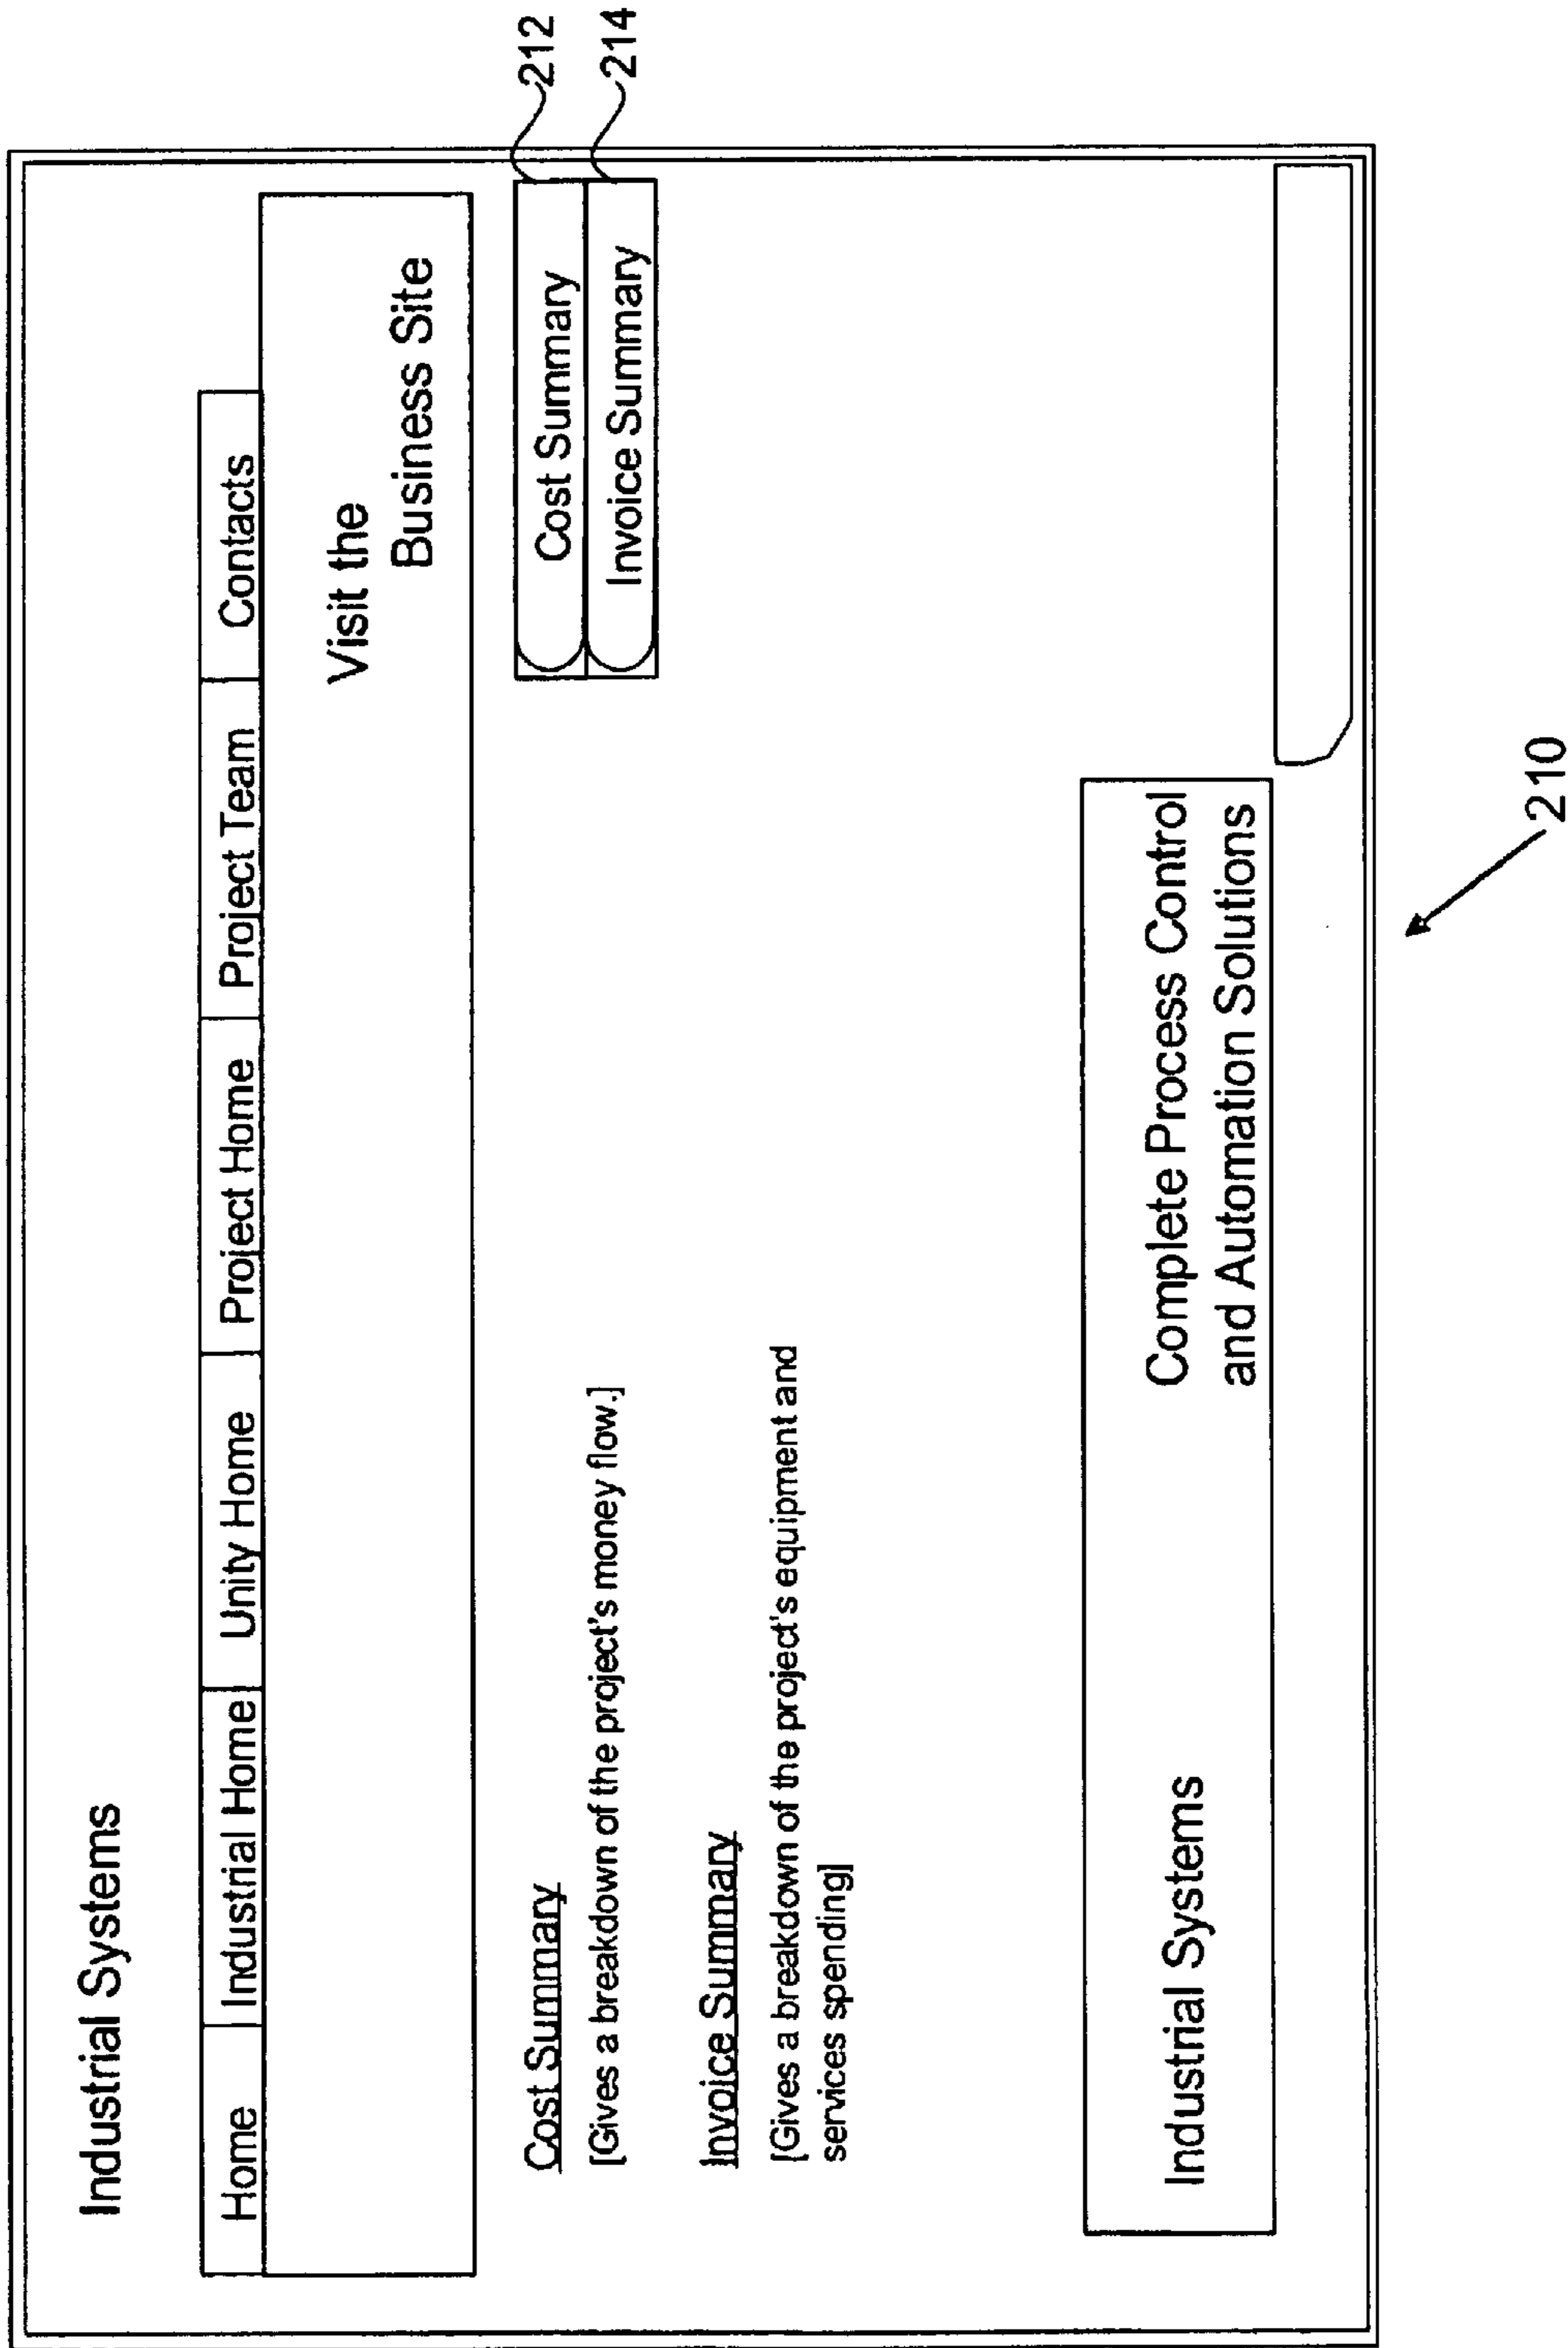 Industrial Systems
Home Industrial Home Unity Home Project Home Project Team Contacts
Visit the
Business Site
Cost Summary
[Gives a breakdown of the project's money flow.]
Invoice Summary
[Gives a breakdown of the project's equipment and
services spending]
Cost Summary
212
Invoice Summary
214
Industrial Systems
Complete Process Control
and Automation Solutions
210